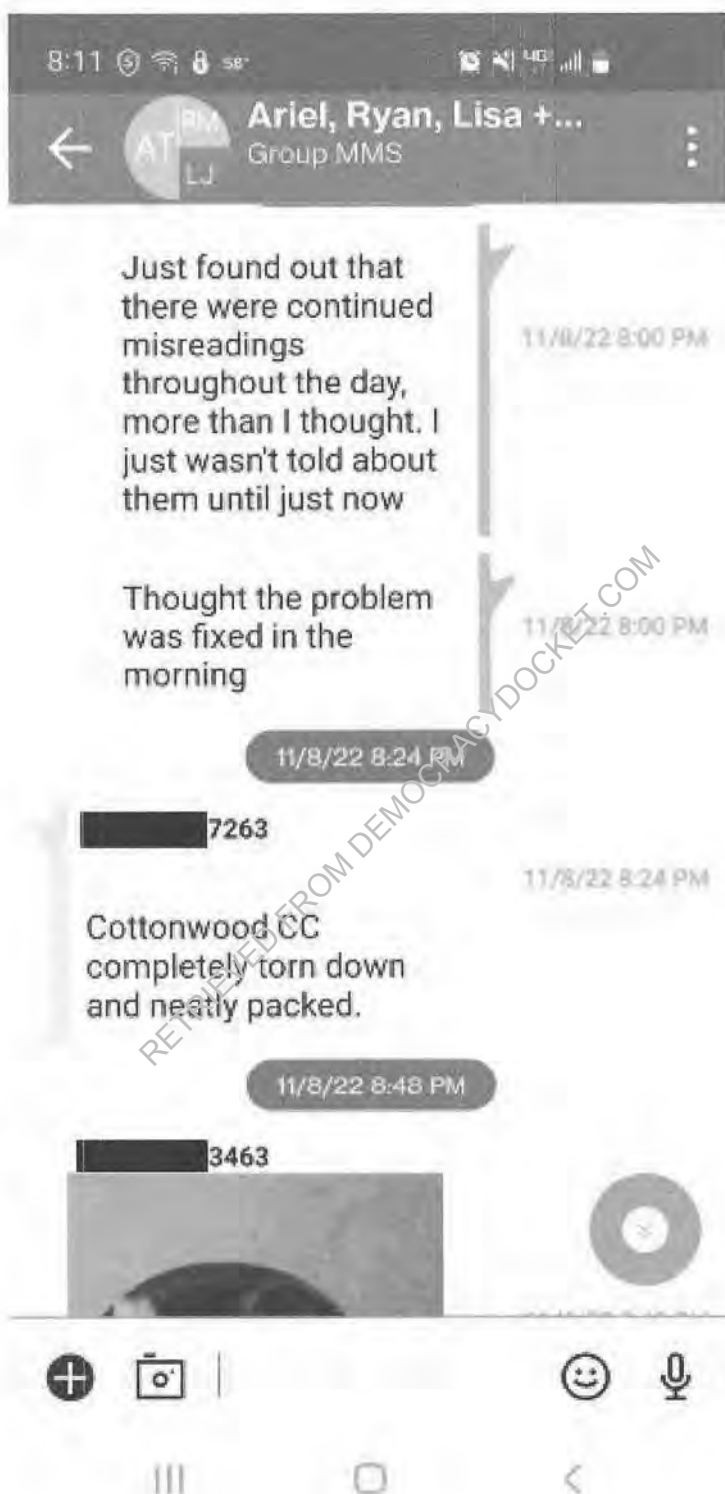 8:11 58°
Ariel, Ryan, Lisa +...
AT RM
LJ
Group MMS
Just found out that
there were continued
misreadings
throughout the day,
more than I thought. I
just wasn't told about
them until just now
11/8/22 8:00 PM
Thought the problem
was fixed in the
morning
11/8/22 8:00 PM
11/8/22 8:24 PM
7263
11/8/22 8:24 PM
Cottonwood CC
completely torn down
and neatly packed.
11/8/22 8:48 PM
3463
RETRIEVED FROM DEMOCRACYDOCKET.COM